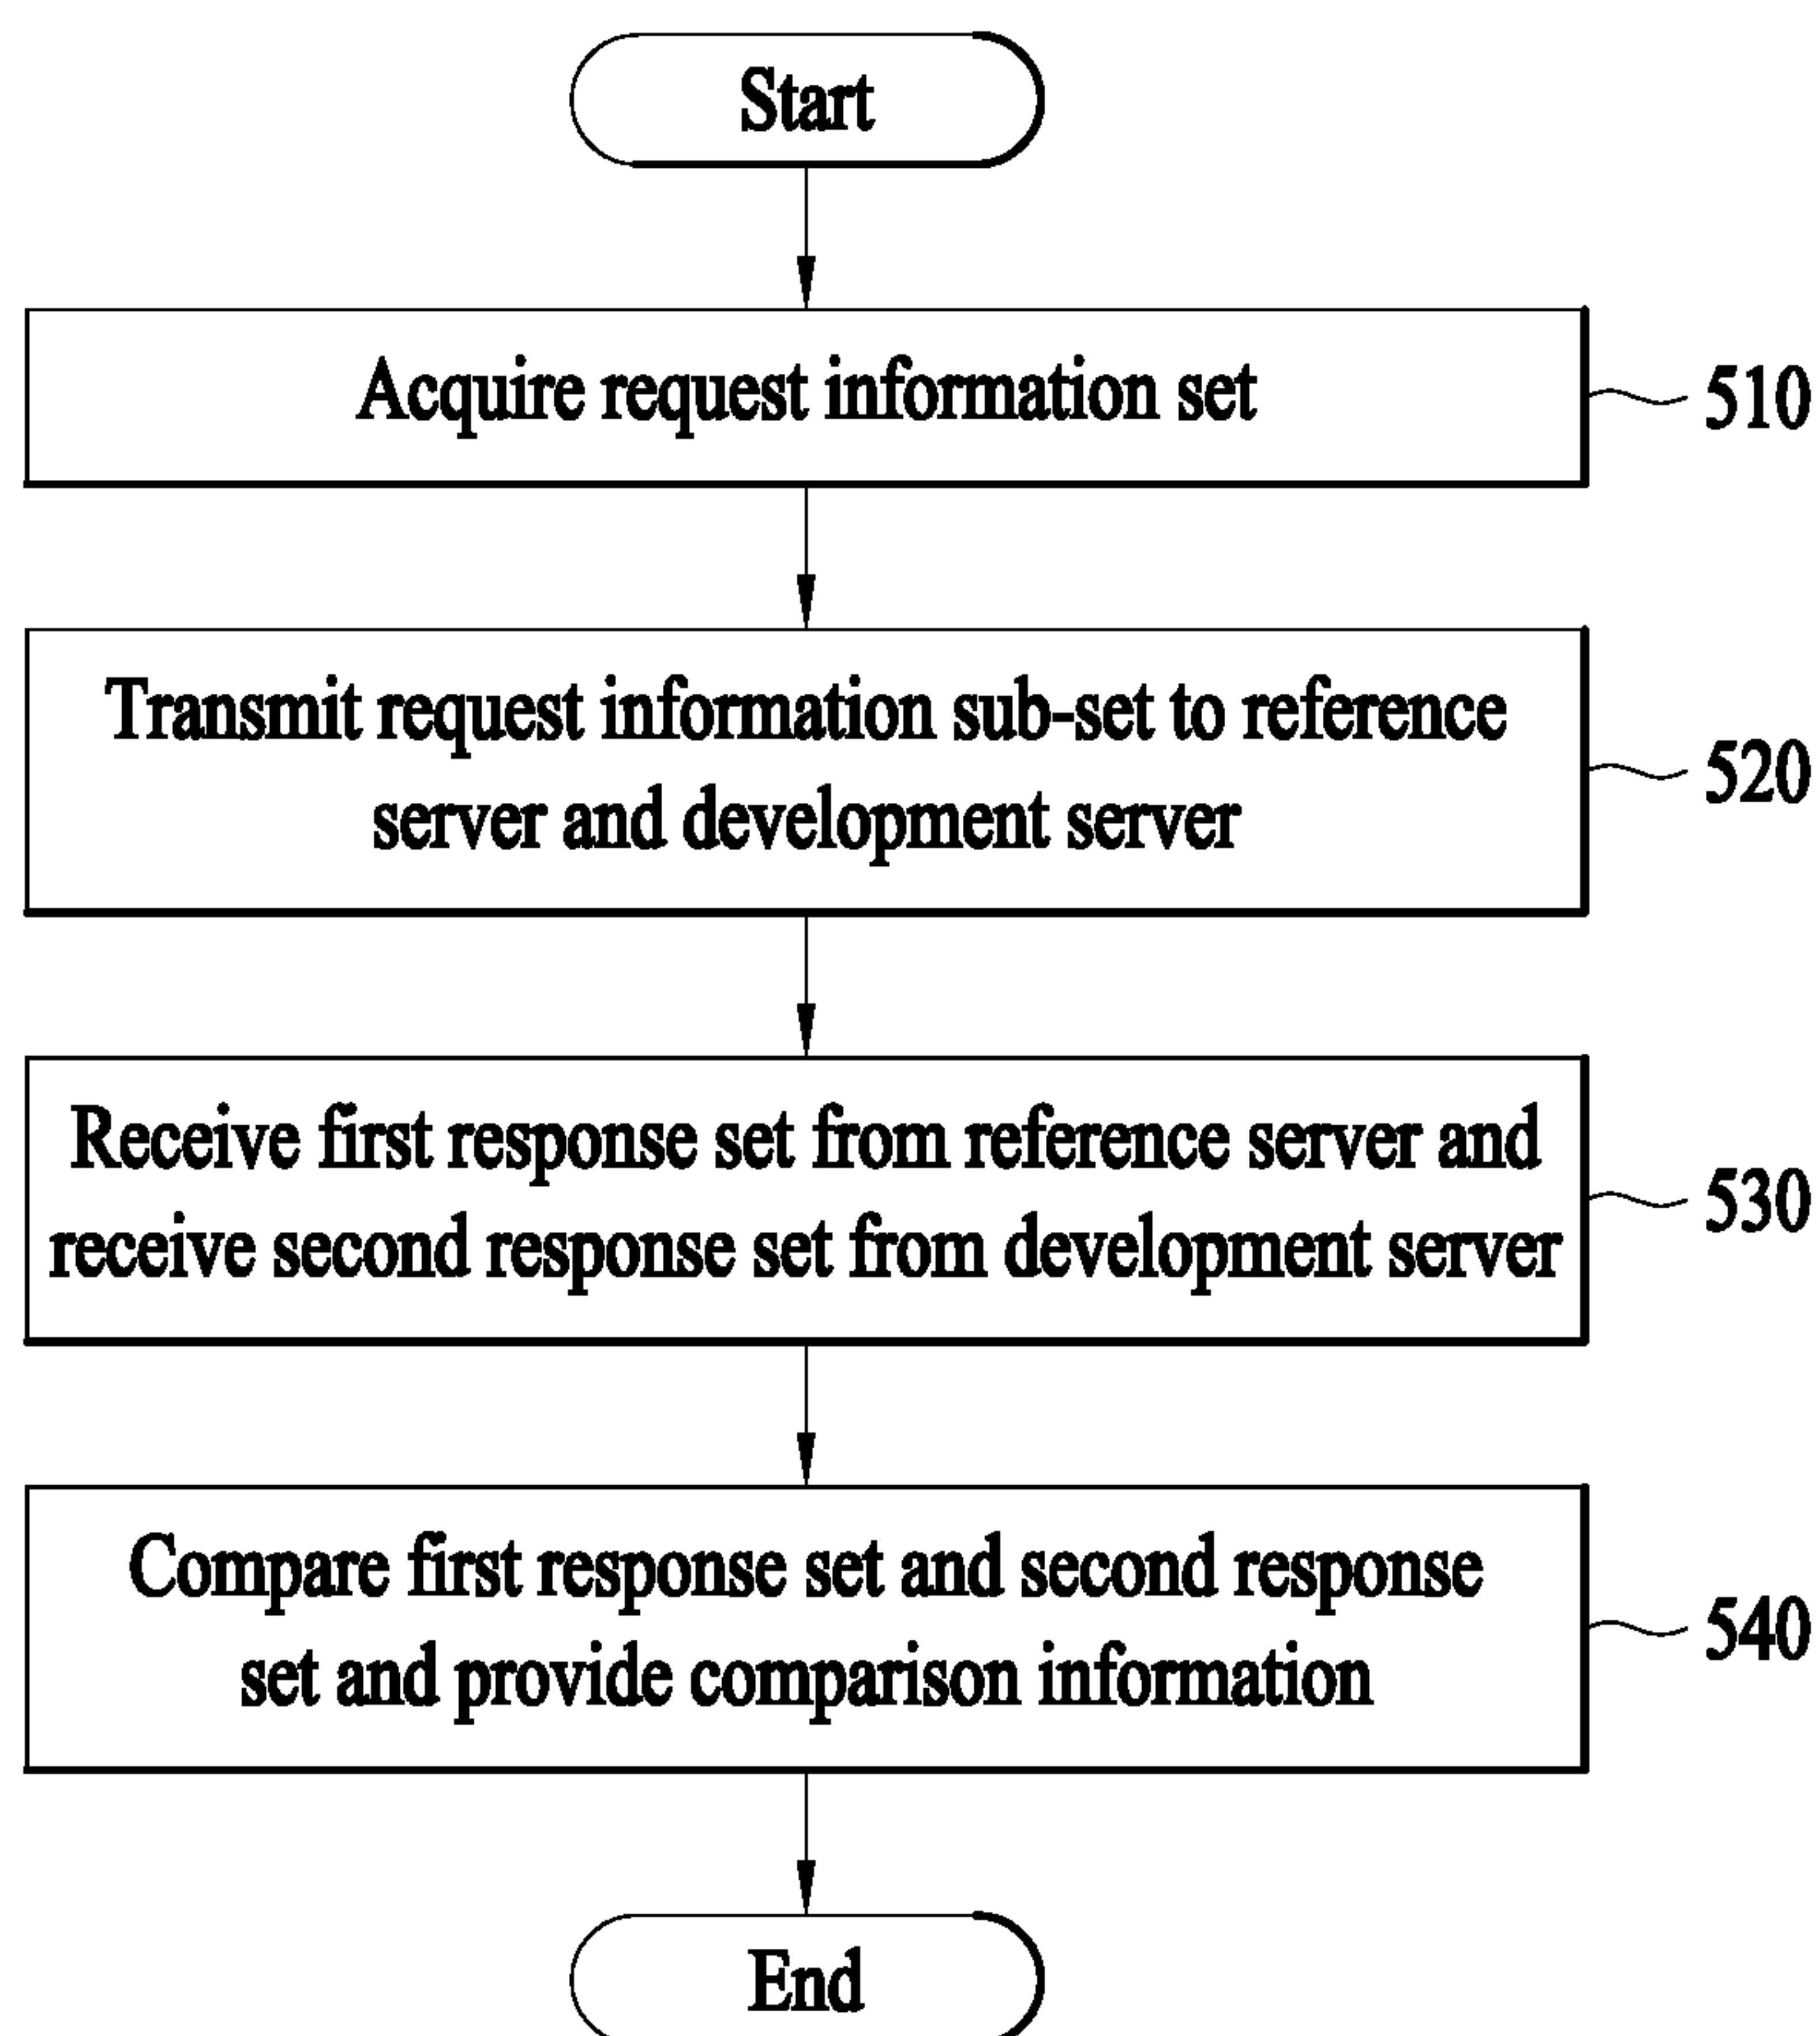 Start
Acquire request information set
510
Transmit request information sub-set to reference
server and development server
520
Receive first response set from reference server and
receive second response set from development server
530
Compare first response set and second response
set and provide comparison information
540
End